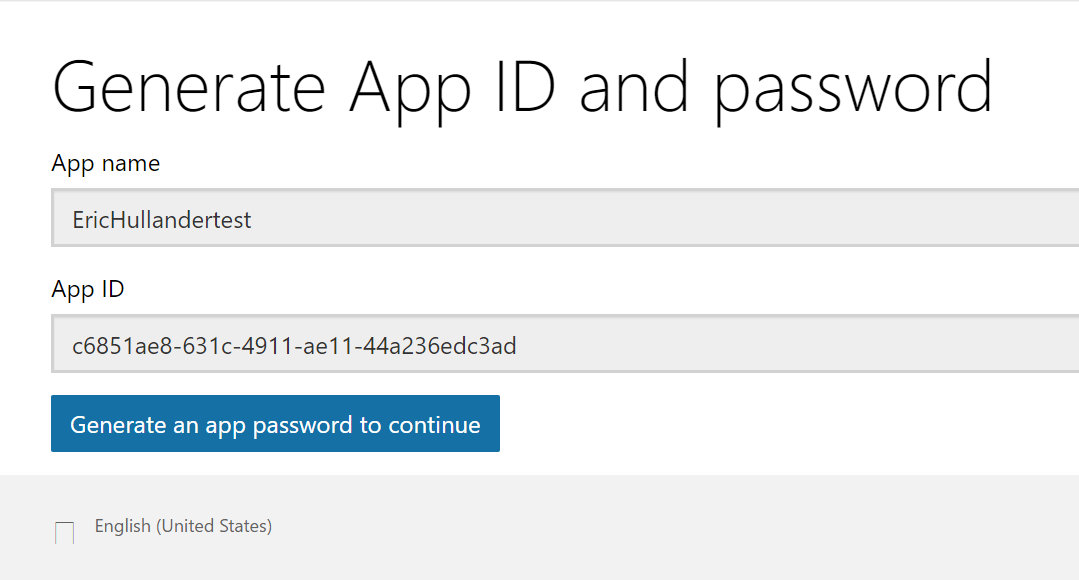 Generate App ID and password
App name
EricHullandertest
App ID
c6851ae8-631c-4911-ae11-44a236edc3ad
Generate an app password to continue
English (United States)